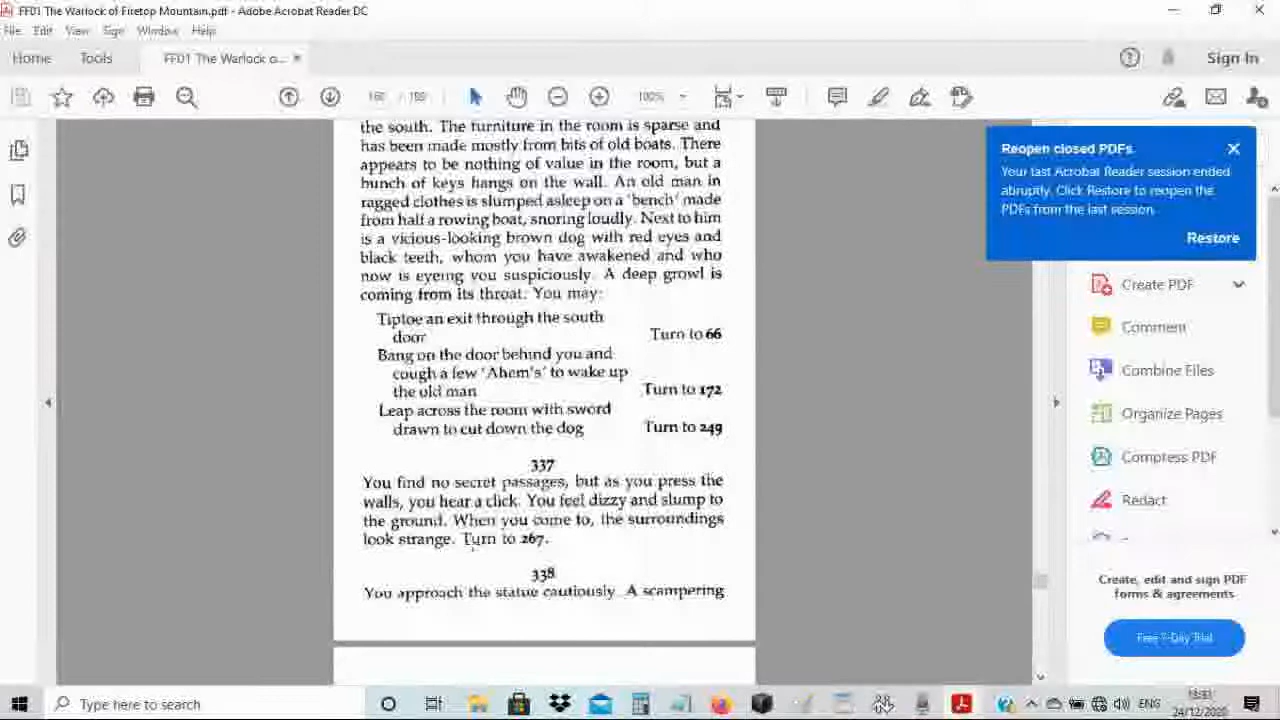 FF01 The Warlock of Firetop Mountain.pdf - Adobe Acrobat Reader DC
File Edit View Sign Window Help
Home Tools FF01 The Warlock o... ×
100%
Sign In
the south. The furniture in the room is sparse and
has been made mostly from bits of old boats. There
appears to be nothing of value in the room, but a
bunch of keys hangs on the wall. An old man in
ragged clothes is slumped asleep on a 'bench' made
from half a rowing boat, snoring loudly. Next to him
is a vicious-looking brown dog with red eyes and
black teeth, whom you have awakened and who
now is eyeing you suspiciously. A deep growl is
coming from its throat. You may:
Tiptoe an exit through the south
door Turn to 66
Bang on the door behind you and
cough a few 'Ahem's' to wake up
the old man Turn to 172
Leap across the room with sword
drawn to cut down the dog Turn to 249
337
You find no secret passages, but as you press the
walls, you hear a click. You feel dizzy and slump to
the ground. When you come to, the surroundings
look strange. Turn to 267.
338
You approach the statue cautiously. A scampering
Reopen closed PDFs.
Your last Acrobat Reader session ended
abruptly. Click Restore to reopen the
PDFs from the last session.
Restore
Create PDF
Comment
Combine Files
Organize Pages
Compress PDF
Redact
Create, edit and sign PDF
forms & agreements
Free 7-Day Trial
Type here to search
ENG
24/12/2020